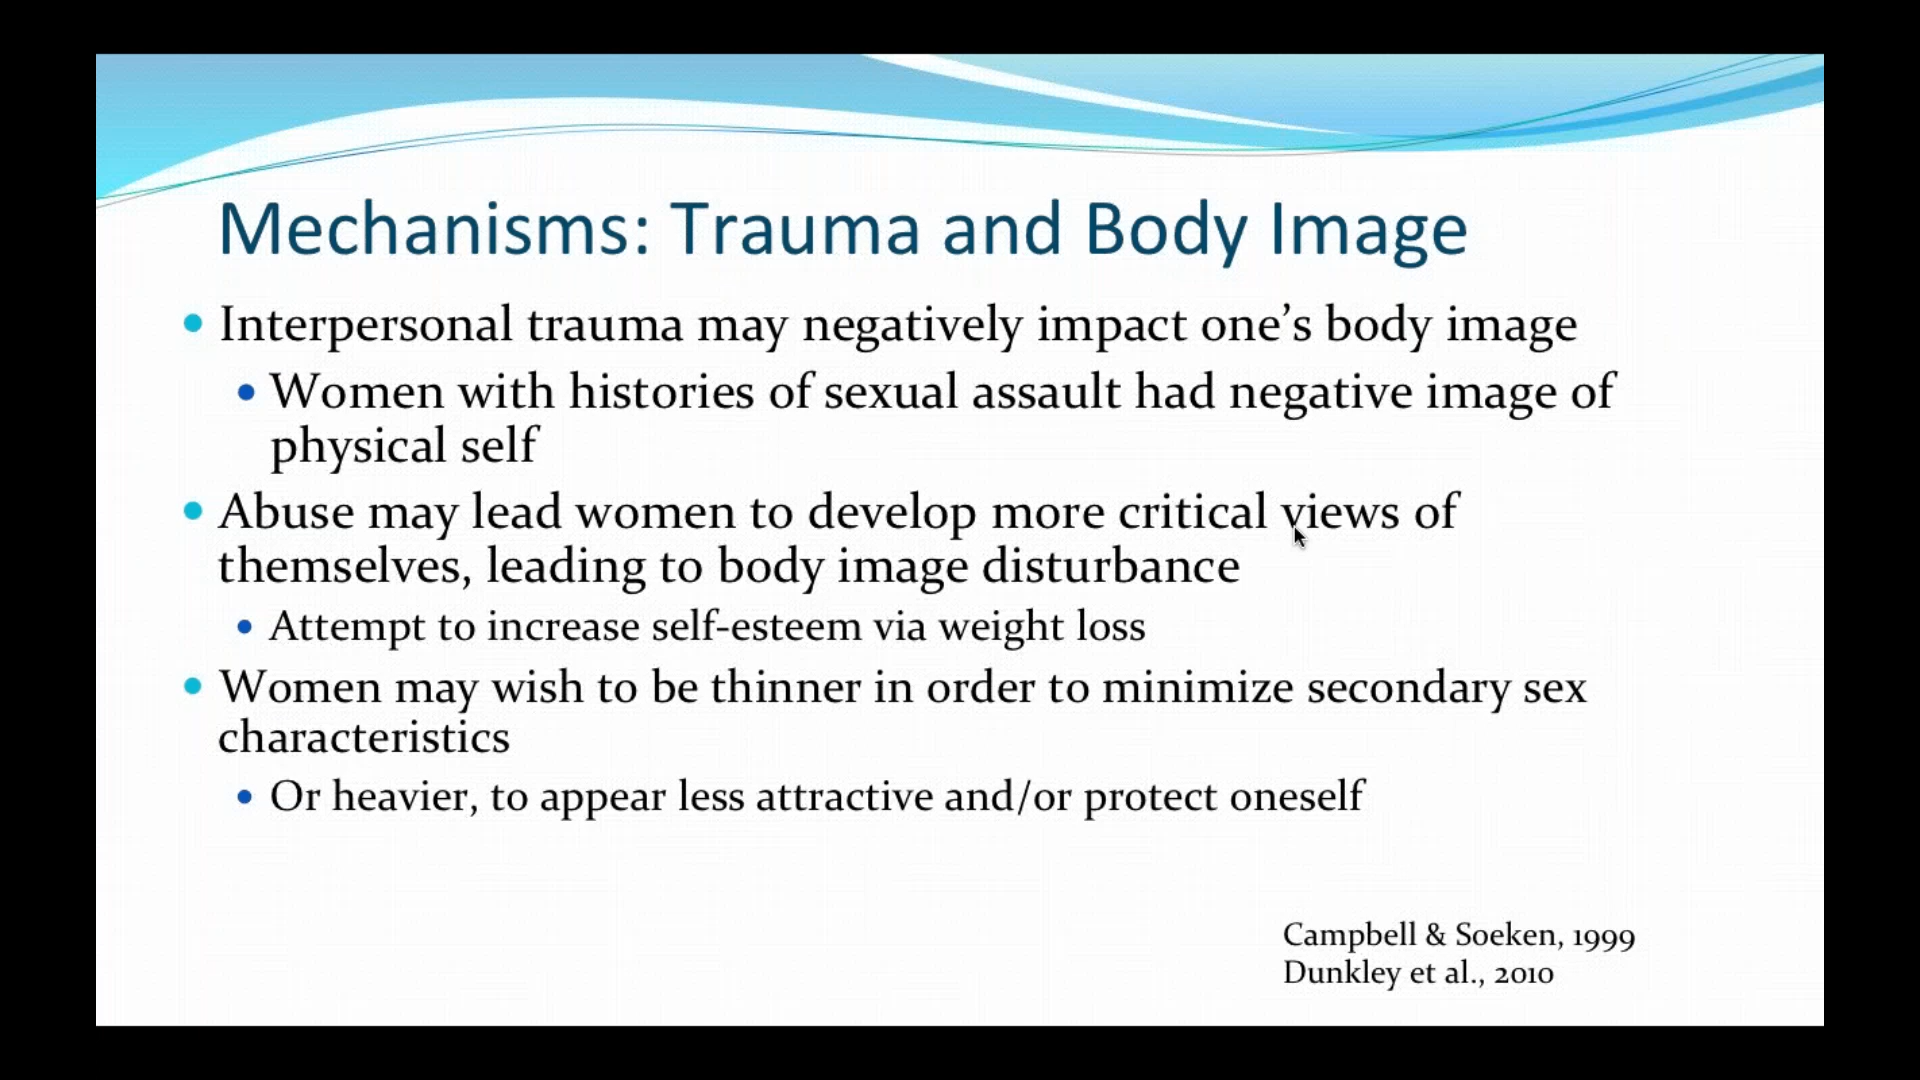 Mechanisms: Trauma and Body Image
• Interpersonal trauma may negatively impact one’s body image
• Women with histories of sexual assault had negative image of
physical self
• Abuse may lead women to develop more critical views of
themselves, leading to body image disturbance
• Attempt to increase self-esteem via weight loss
• Women may wish to be thinner in order to minimize secondary sex
characteristics
• Or heavier, to appear less attractive and/or protect oneself
Campbell & Soeken, 1999
Dunkley et al., 2010